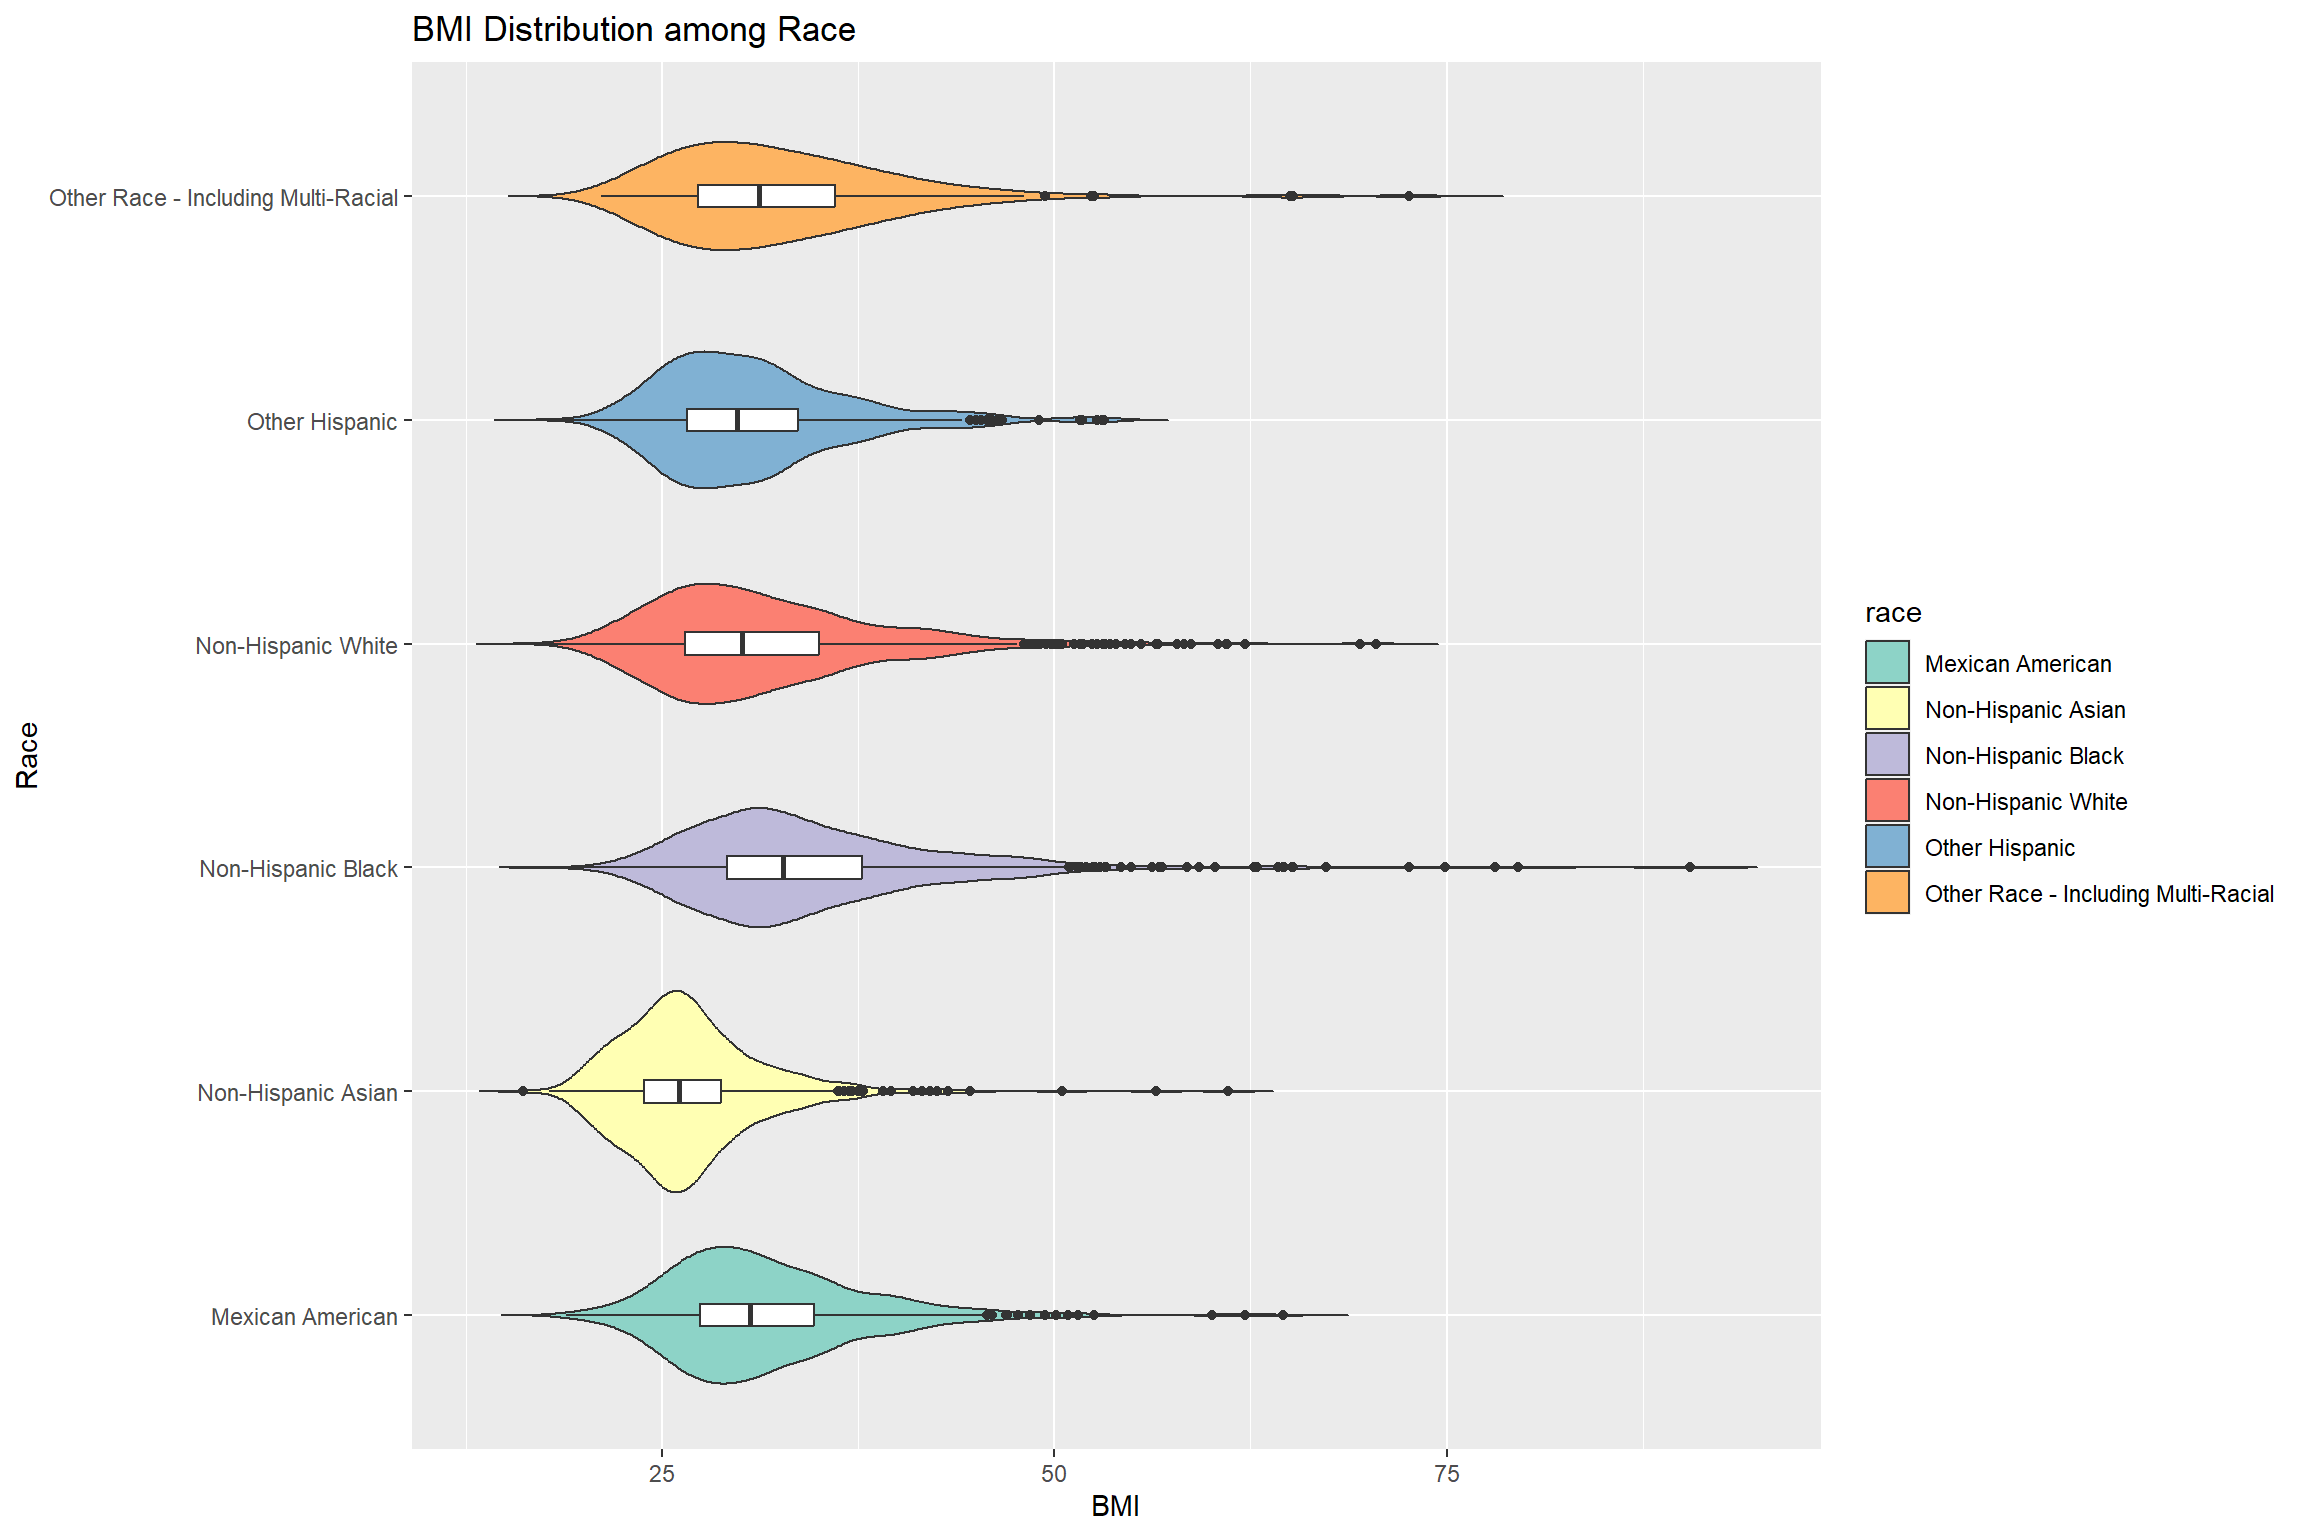 BMI Distribution among Race
Race
Other Race - Including Multi-Racial
Other Hispanic
Non-Hispanic White
Non-Hispanic Black
Non-Hispanic Asian
Mexican American
25
50
75
BMI
race
Mexican American
Non-Hispanic Asian
Non-Hispanic Black
Non-Hispanic White
Other Hispanic
Other Race - Including Multi-Racial